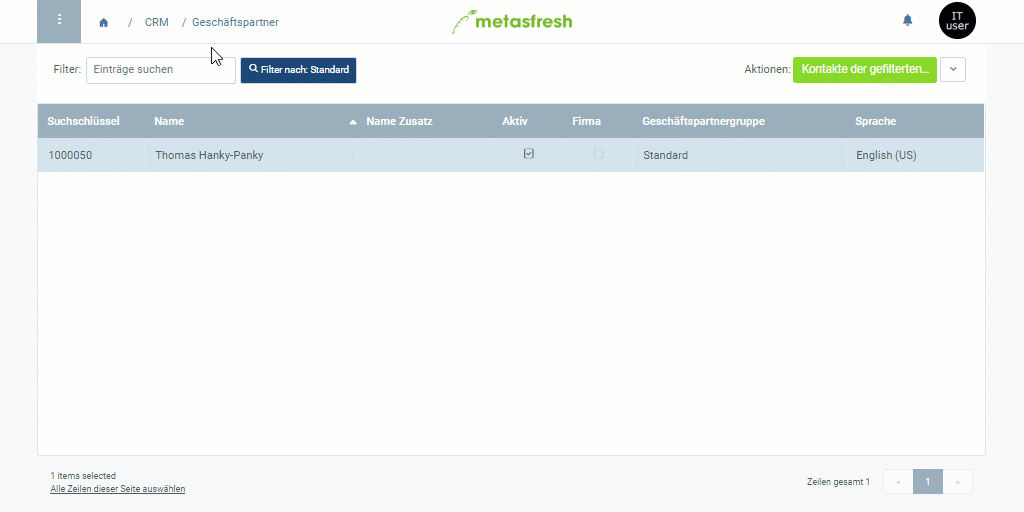 / CRM / Geschäftspartner
metasfresh
IT
user
Filter: Einträge suchen Filter nach: Standard
Aktionen: Kontakte der gefilterten...
Suchschlüssel Name Name Zusatz Aktiv Firma Geschäftspartnergruppe Sprache
1000050 Thomas Hanky-Panky Standard English (US)
1 items selected
Alle Zeilen dieser Seite auswählen
Zeilen gesamt 1 « 1 »